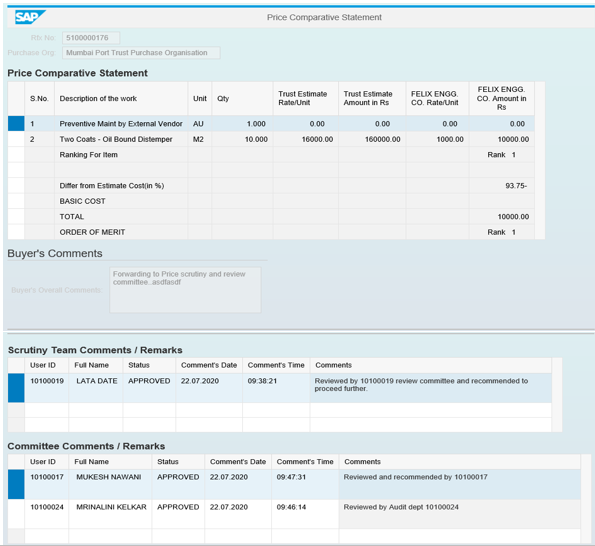 SAP Price Comparative Statement
Rfx No: 5100000176
Purchase Org: Mumbai Port Trust Purchase Organisation
Price Comparative Statement
S.No. Description of the work Unit Qty Trust Estimate Rate/Unit Trust Estimate Amount in Rs FELIX ENGG. CO. Rate/Unit FELIX ENGG. CO. Amount in Rs
1 Preventive Maint by External Vendor AU 1.000 0.00 0.00 0.00 0.00
2 Two Coats - Oil Bound Distemper M2 10.000 16000.00 160000.00 1000.00 10000.00
Ranking For Item Rank 1
Differ from Estimate Cost(in %) 93.75-
BASIC COST
TOTAL 10000.00
ORDER OF MERIT Rank 1
Buyer's Comments
Buyer's Overall Comment: Forwarding to Price scrutiny and review
committee..asdfasdf
Scrutiny Team Comments / Remarks
User ID Full Name Status Comment's Date Comment's Time Comments
10100019 LATA DATE APPROVED 22.07.2020 09:38:21 Reviewed by 10100019 review committee and recommended to
proceed further.
Committee Comments / Remarks
User ID Full Name Status Comment's Date Comment's Time Comments
10100017 MUKESH NAWANI APPROVED 22.07.2020 09:47:31 Reviewed and recommended by 10100017
10100024 MRINALINI KELKAR APPROVED 22.07.2020 09:46:14 Reviewed by Audit dept 10100024